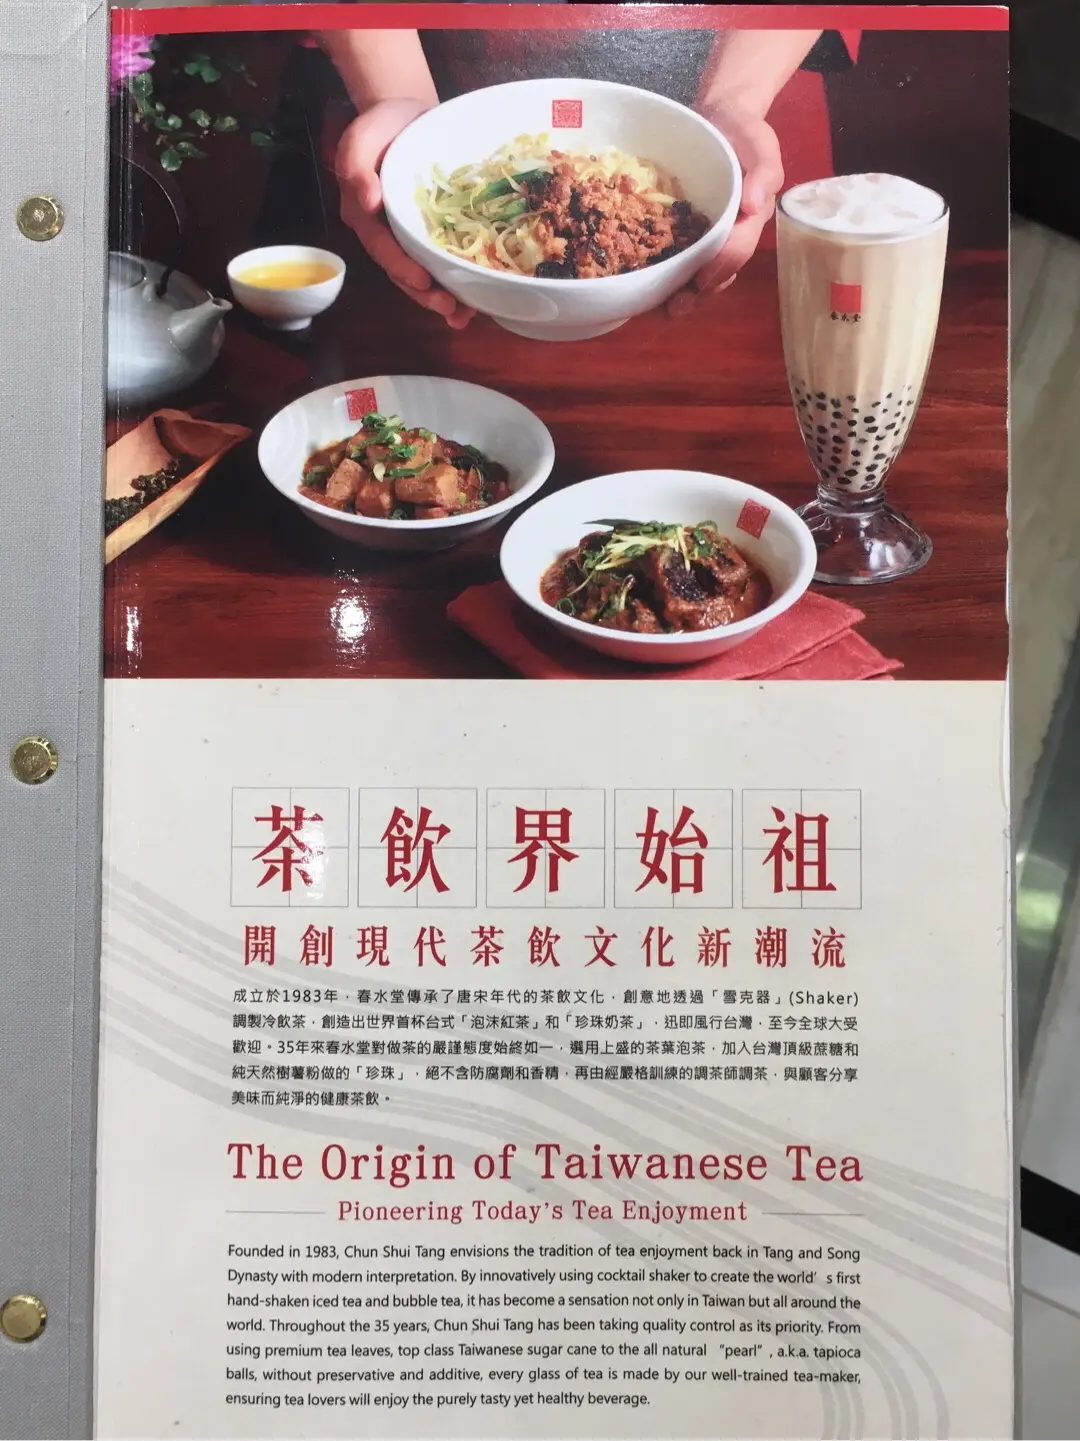 春水堂
茶飲界始祖
開創現代茶飲文化新潮流
成立於1983年，春水堂傳承了唐宋年代的茶飲文化，創意地透過「雪克器」(Shaker)
調製冷飲茶，創造出世界首杯台式「泡沫紅茶」和「珍珠奶茶」，迅即風行台灣，至今全球大受
歡迎。35年來春水堂對做茶的嚴謹態度始終如一，選用上盛的茶葉泡茶，加入台灣頂級蔗糖和
純天然樹薯粉做的「珍珠」，絕不含防腐劑和香精，再由經嚴格訓練的調茶師調茶，與顧客分享
美味而純淨的健康茶飲。
The Origin of Taiwanese Tea
Pioneering Today's Tea Enjoyment
Founded in 1983, Chun Shui Tang envisions the tradition of tea enjoyment back in Tang and Song
Dynasty with modern interpretation. By innovatively using cocktail shaker to create the world's first
hand-shaken iced tea and bubble tea, it has become a sensation not only in Taiwan but all around the
world. Throughout the 35 years, Chun Shui Tang has been taking quality control as its priority. From
using premium tea leaves, top class Taiwanese sugar cane to the all natural "pearl", a.k.a. tapioca
balls, without preservative and additive, every glass of tea is made by our well-trained tea-maker,
ensuring tea lovers will enjoy the purely tasty yet healthy beverage.